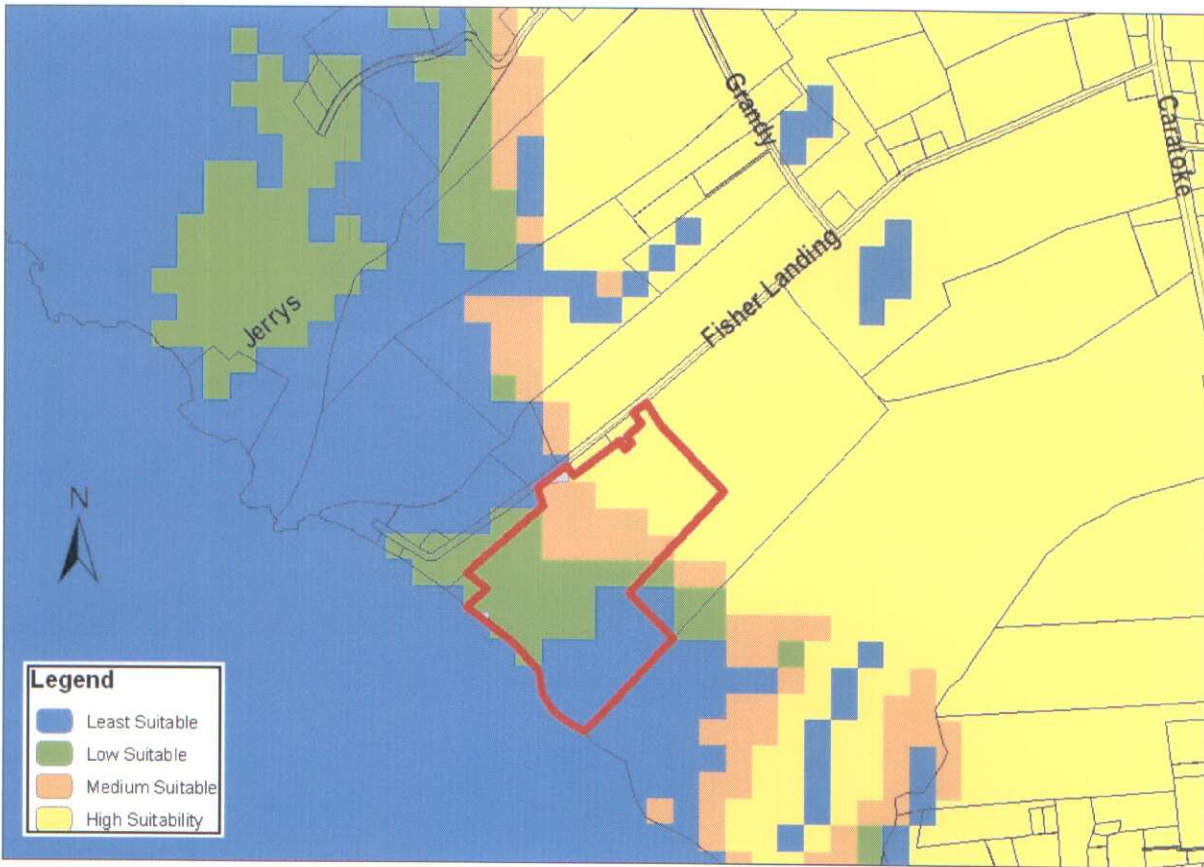 Grandy
Caratoke
Fisher Landing
Jerrys
N
Legend
Least Suitable
Low Suitable
Medium Suitable
High Suitability